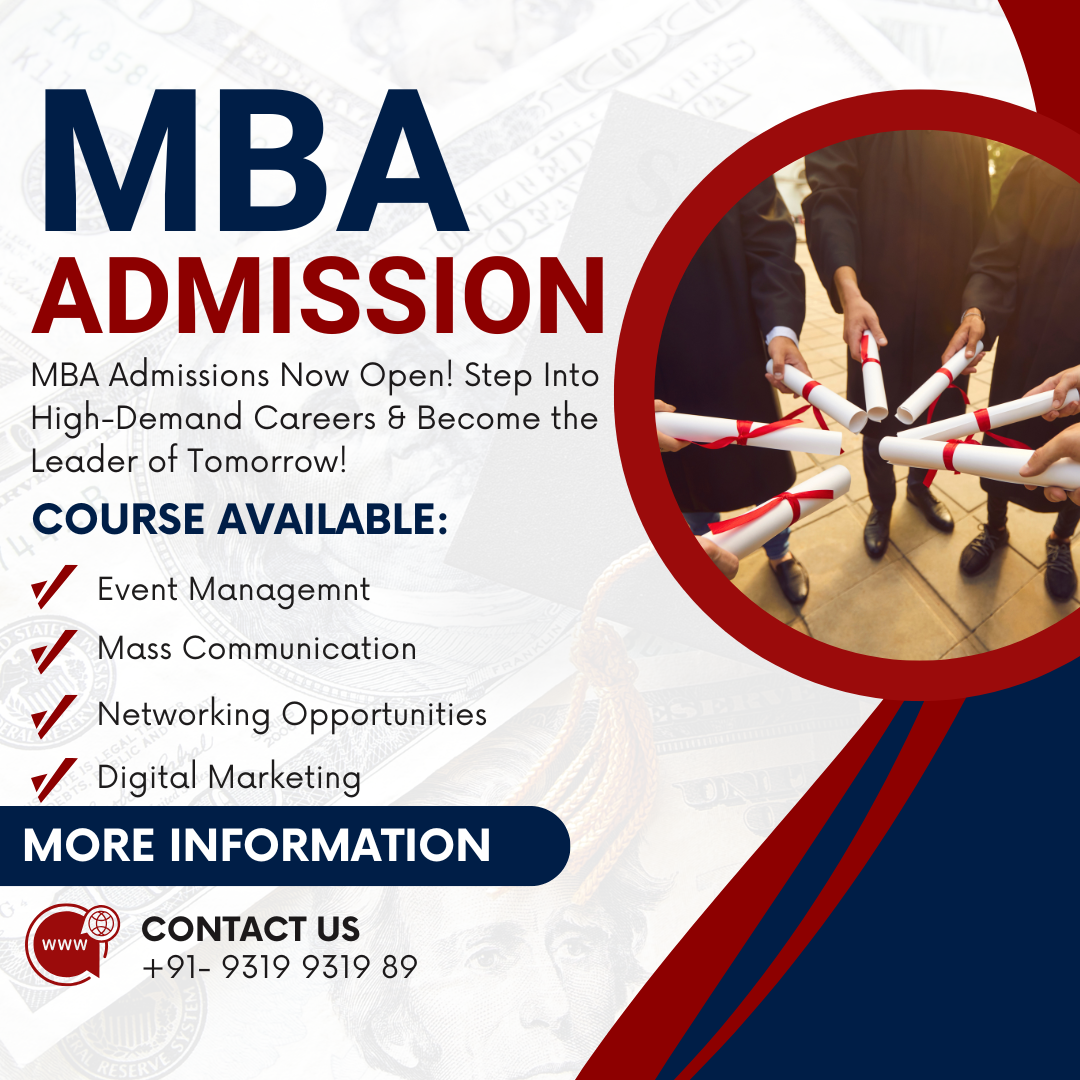 MBA
ADMISSION
MBA Admissions Now Open! Step Into
High-Demand Careers & Become the
Leader of Tomorrow!
COURSE AVAILABLE:
Event Managemnt
Mass Communication
Networking Opportunities
Digital Marketing
MORE INFORMATION
www
CONTACT US
+91- 9319 9319 89